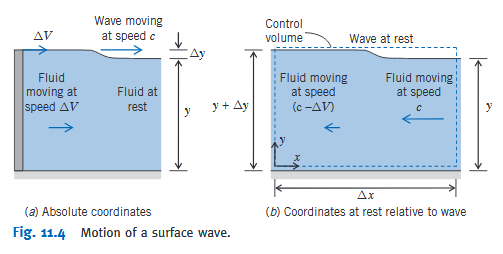 ΔV
Wave moving
at speed c
Δy
Fluid
moving at
speed ΔV
Fluid at
rest
y
(a) Absolute coordinates
Control
volume
Wave at rest
y + Δy
Fluid moving
at speed
(c –ΔV)
Fluid moving
at speed
c
y
y
x
Δx
(b) Coordinates at rest relative to wave
Fig. 11.4 Motion of a surface wave.